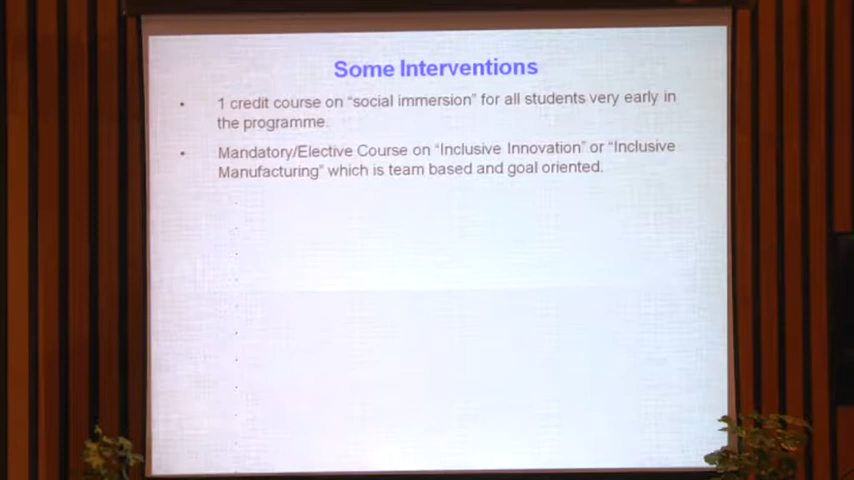 Some Interventions
• 1 credit course on “social immersion” for all students very early in
the programme.
• Mandatory/Elective Course on “Inclusive Innovation” or “Inclusive
Manufacturing” which is team based and goal oriented.